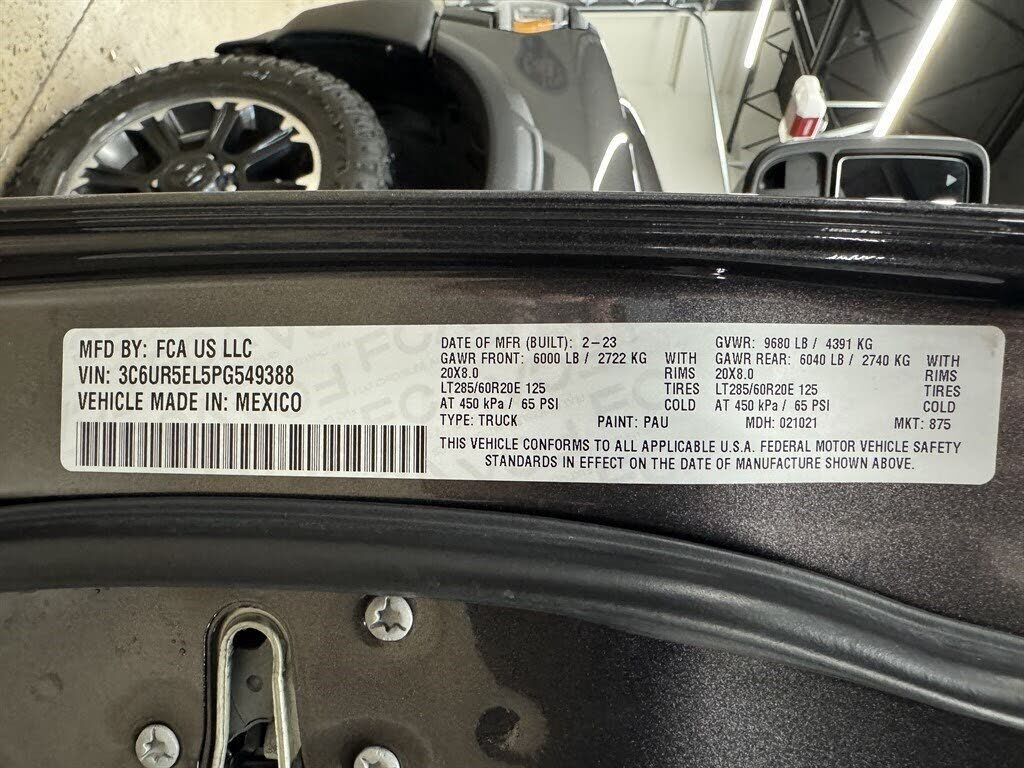 MFD BY: FCA US LLC
VIN: 3C6UR5EL5PG549388
VEHICLE MADE IN: MEXICO
DATE OF MFR (BUILT): 2-23
GAWR FRONT: 6000 LB / 2722 KG WITH
20X8.0 RIMS
LT285/60R20E 125 TIRES
AT 450 kPa / 65 PSI COLD
TYPE: TRUCK PAINT: PAU
GVWR: 9680 LB / 4391 KG
GAWR REAR: 6040 LB / 2740 KG WITH
20X8.0 RIMS
LT285/60R20E 125 TIRES
AT 450 kPa / 65 PSI COLD
MDH: 021021 MKT: 875
THIS VEHICLE CONFORMS TO ALL APPLICABLE U.S.A. FEDERAL MOTOR VEHICLE SAFETY
STANDARDS IN EFFECT ON THE DATE OF MANUFACTURE SHOWN ABOVE.